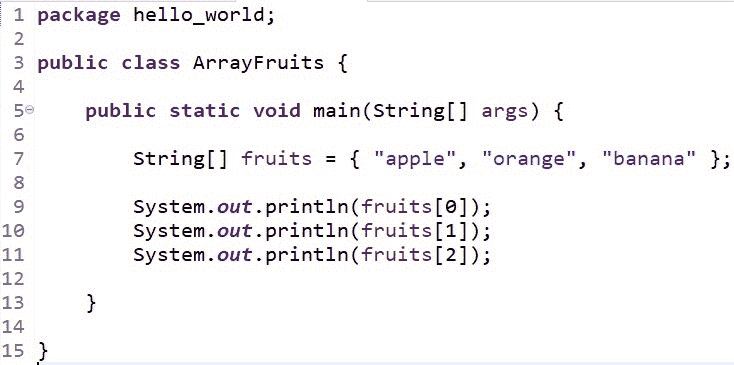 1 package hello_world;
2
3 public class ArrayFruits {
4
5 public static void main(String[] args) {
6
7 String[] fruits = { "apple", "orange", "banana" };
8
9 System.out.println(fruits[0]);
10 System.out.println(fruits[1]);
11 System.out.println(fruits[2]);
12
13 }
14
15 }